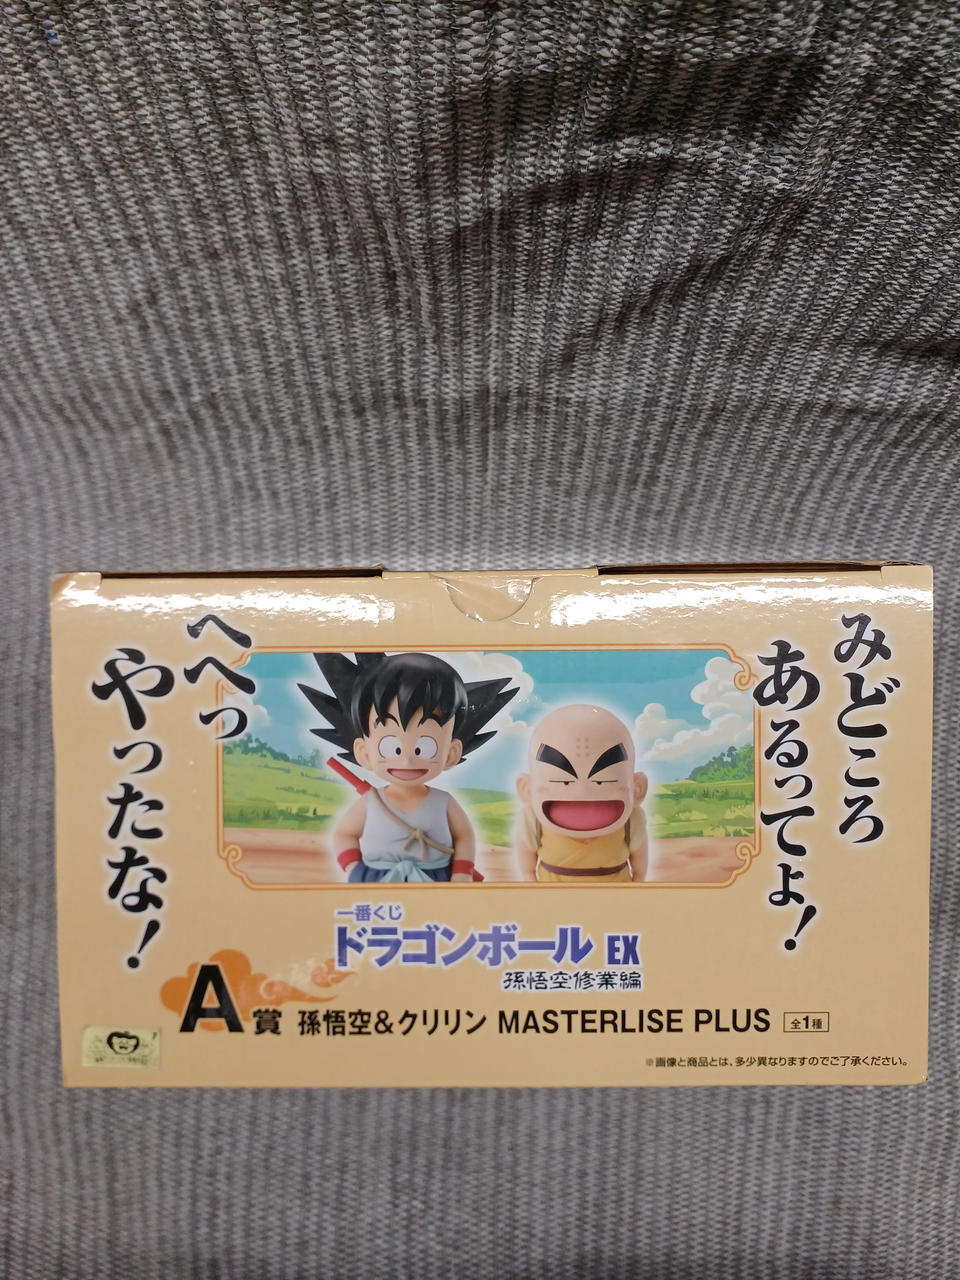 みどころ
あるってよ！
へへっ
やったな！
一番くじ
ドラゴンボール EX
孫悟空修業編
A賞 孫悟空&クリリン MASTERLISE PLUS 全1種
※画像と商品とは、多少異なりますのでご了承ください。